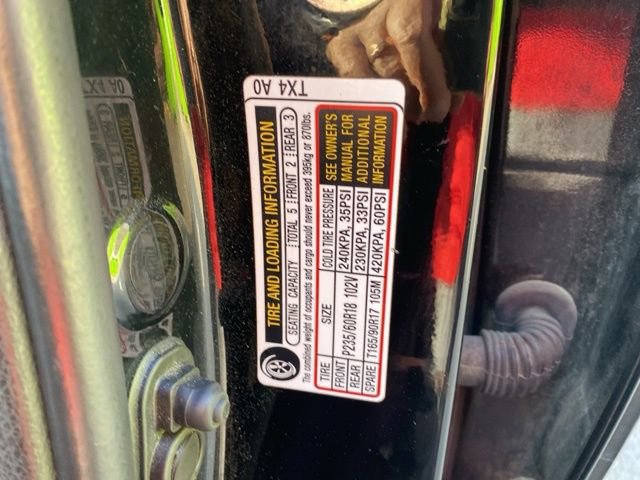 TX4 A0
TIRE AND LOADING INFORMATION
SEATING CAPACITY TOTAL 5 FRONT 2 REAR 3
The combined weight of occupants and cargo should never exceed 395kg or 870lbs.
TIRE SIZE COLD TIRE PRESSURE
FRONT P235/60R18 102V 240KPA, 35PSI
REAR 230KPA, 33PSI
SPARE T165/90R17 105M 420KPA, 60PSI
SEE OWNER'S
MANUAL FOR
ADDITIONAL
INFORMATION